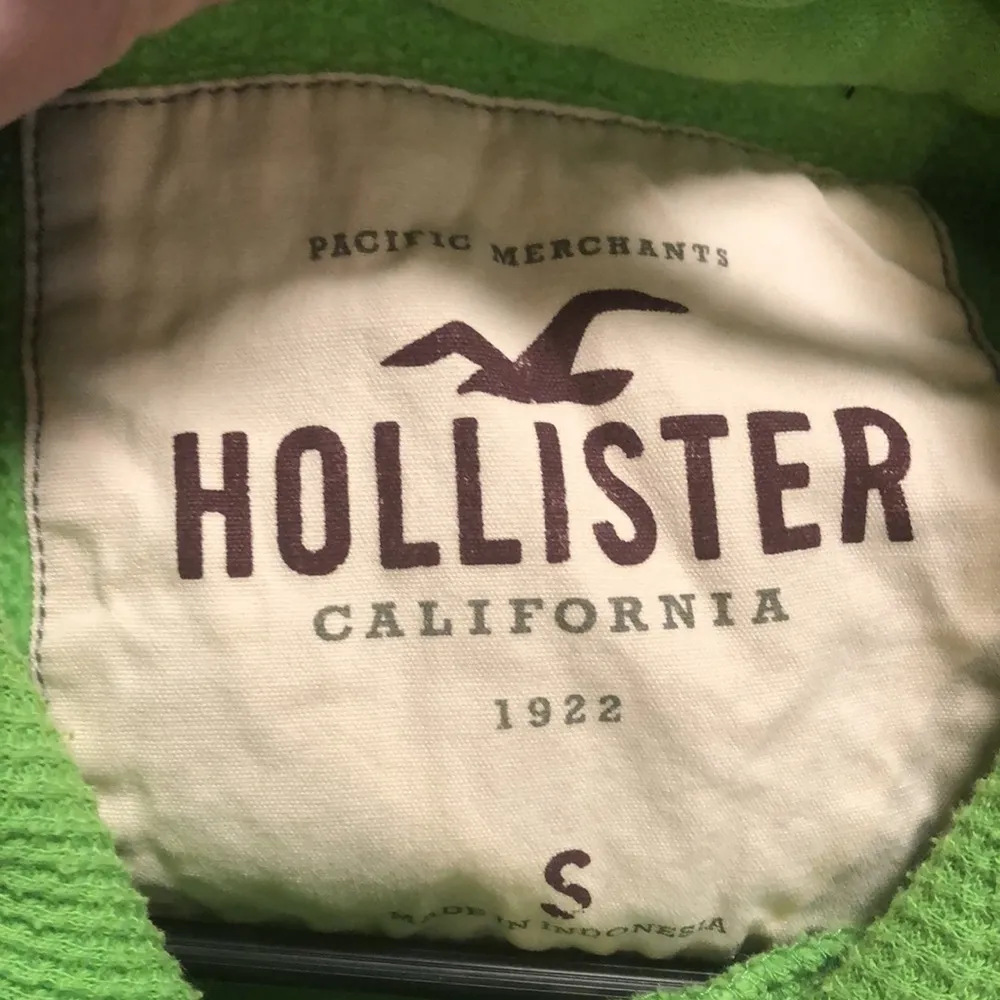 PACIFIC MERCHANTS
HOLLISTER
CALIFORNIA
1922
S
MADE IN INDONESIA